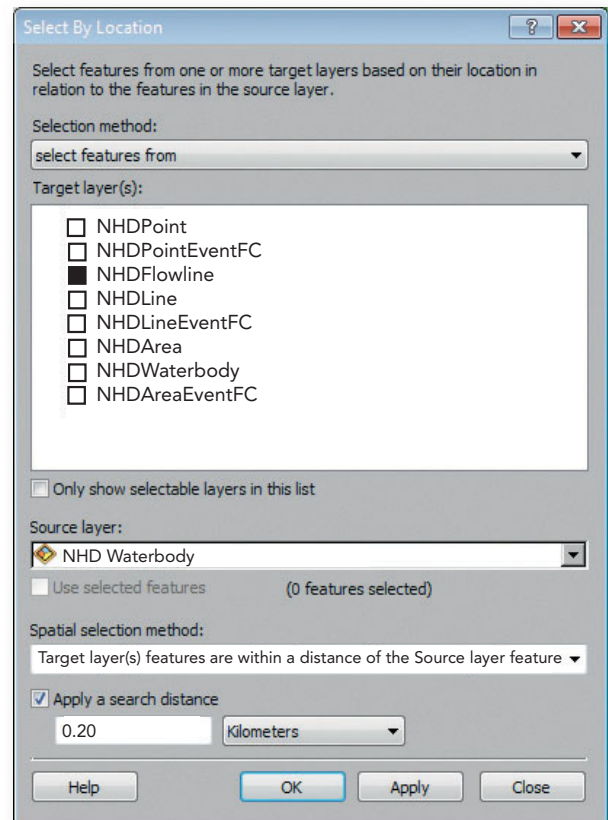 Select By Location
Select features from one or more target layers based on their location in
relation to the features in the source layer.
Selection method:
select features from
Target layer(s):
NHDPoint
NHDPointEventFC
NHDFlowline
NHDLine
NHDLineEventFC
NHDArea
NHDWaterbody
NHDAreaEventFC
Only show selectable layers in this list
Source layer:
NHD Waterbody
Use selected features (0 features selected)
Spatial selection method:
Target layer(s) features are within a distance of the Source layer feature
Apply a search distance
0.20 Kilometers
Help OK Apply Close